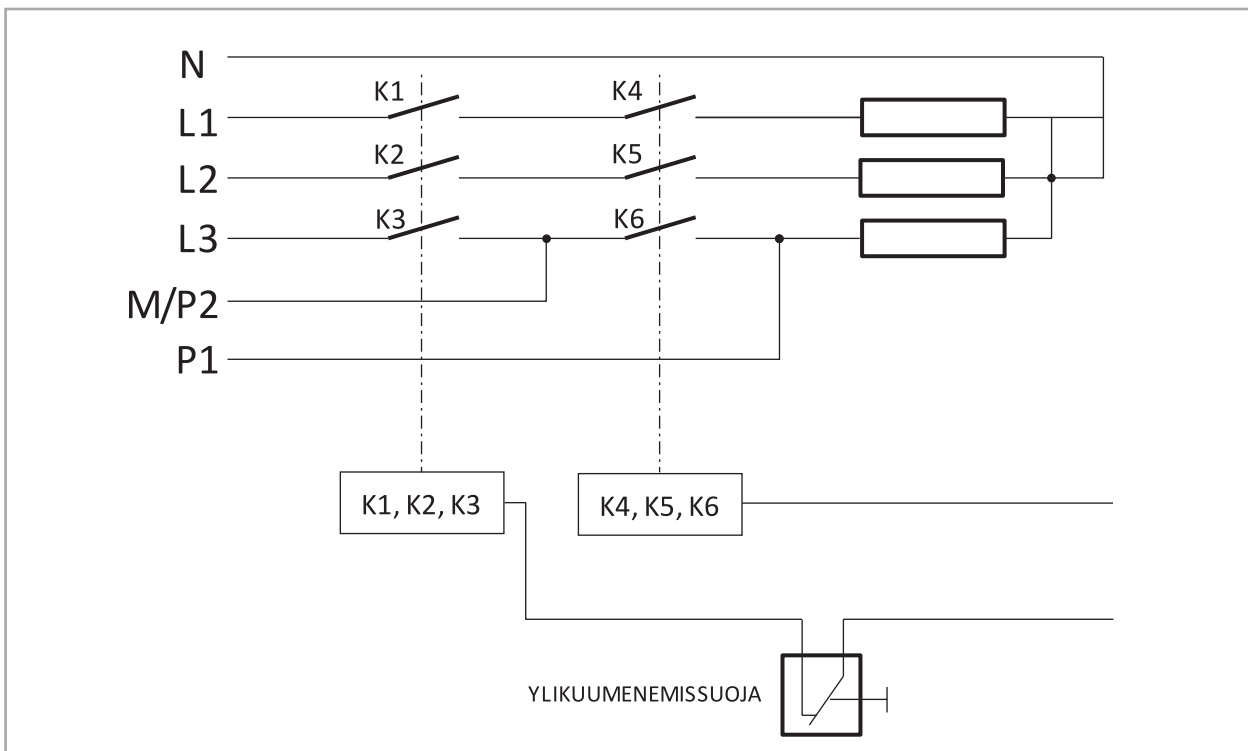 N
K1
K4
L1
K2
K5
L2
K3
K6
L3
M/P2
P1
K1, K2, K3
K4, K5, K6
YLIKUUMENEMISSUOJA